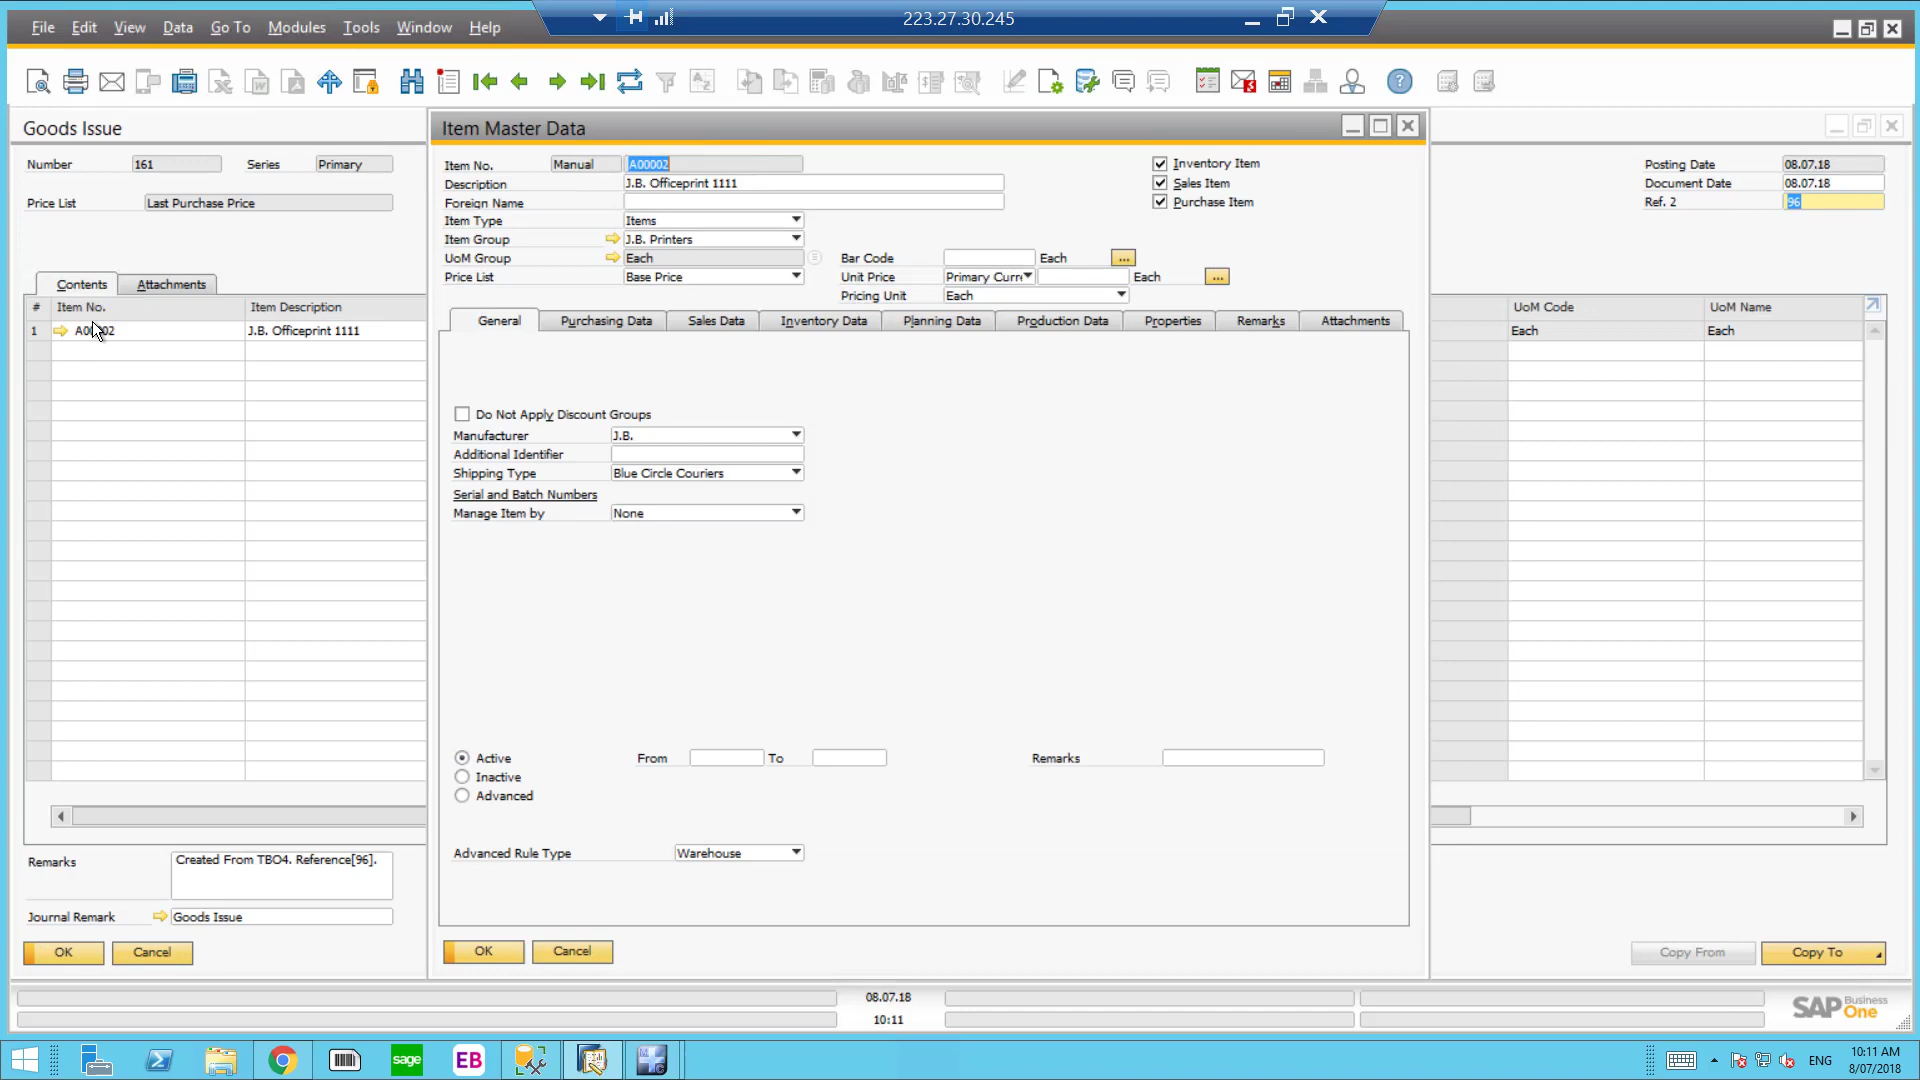 223.27.30.245
File Edit View Data Go To Modules Tools Window Help
Goods Issue
Number 161 Series Primary
Price List Last Purchase Price
Contents Attachments
# Item No. Item Description
1 J.B. Officeprint 1111
Remarks Created From TBO4. Reference[96].
Journal Remark Goods Issue
OK Cancel
Item Master Data
Item No. Manual A00002
Description J.B. Officeprint 1111
Foreign Name
Item Type Items
Item Group J.B. Printers
UoM Group Each
Price List Base Price
Inventory Item
Sales Item
Purchase Item
Bar Code Each ...
Unit Price Primary Curre Each ...
Pricing Unit Each
General Purchasing Data Sales Data Inventory Data Planning Data Production Data Properties Remarks Attachments
Do Not Apply Discount Groups
Manufacturer J.B.
Additional Identifier
Shipping Type Blue Circle Couriers
Serial and Batch Numbers
Manage Item by None
Active From To Remarks
Inactive
Advanced
Advanced Rule Type Warehouse
OK Cancel
Posting Date 08.07.18
Document Date 08.07.18
Ref. 2 96
UoM Code UoM Name
Each Each
Copy From Copy To
08.07.18
10:11
SAP Business One
sage EB
ENG
10:11 AM
8/07/2018